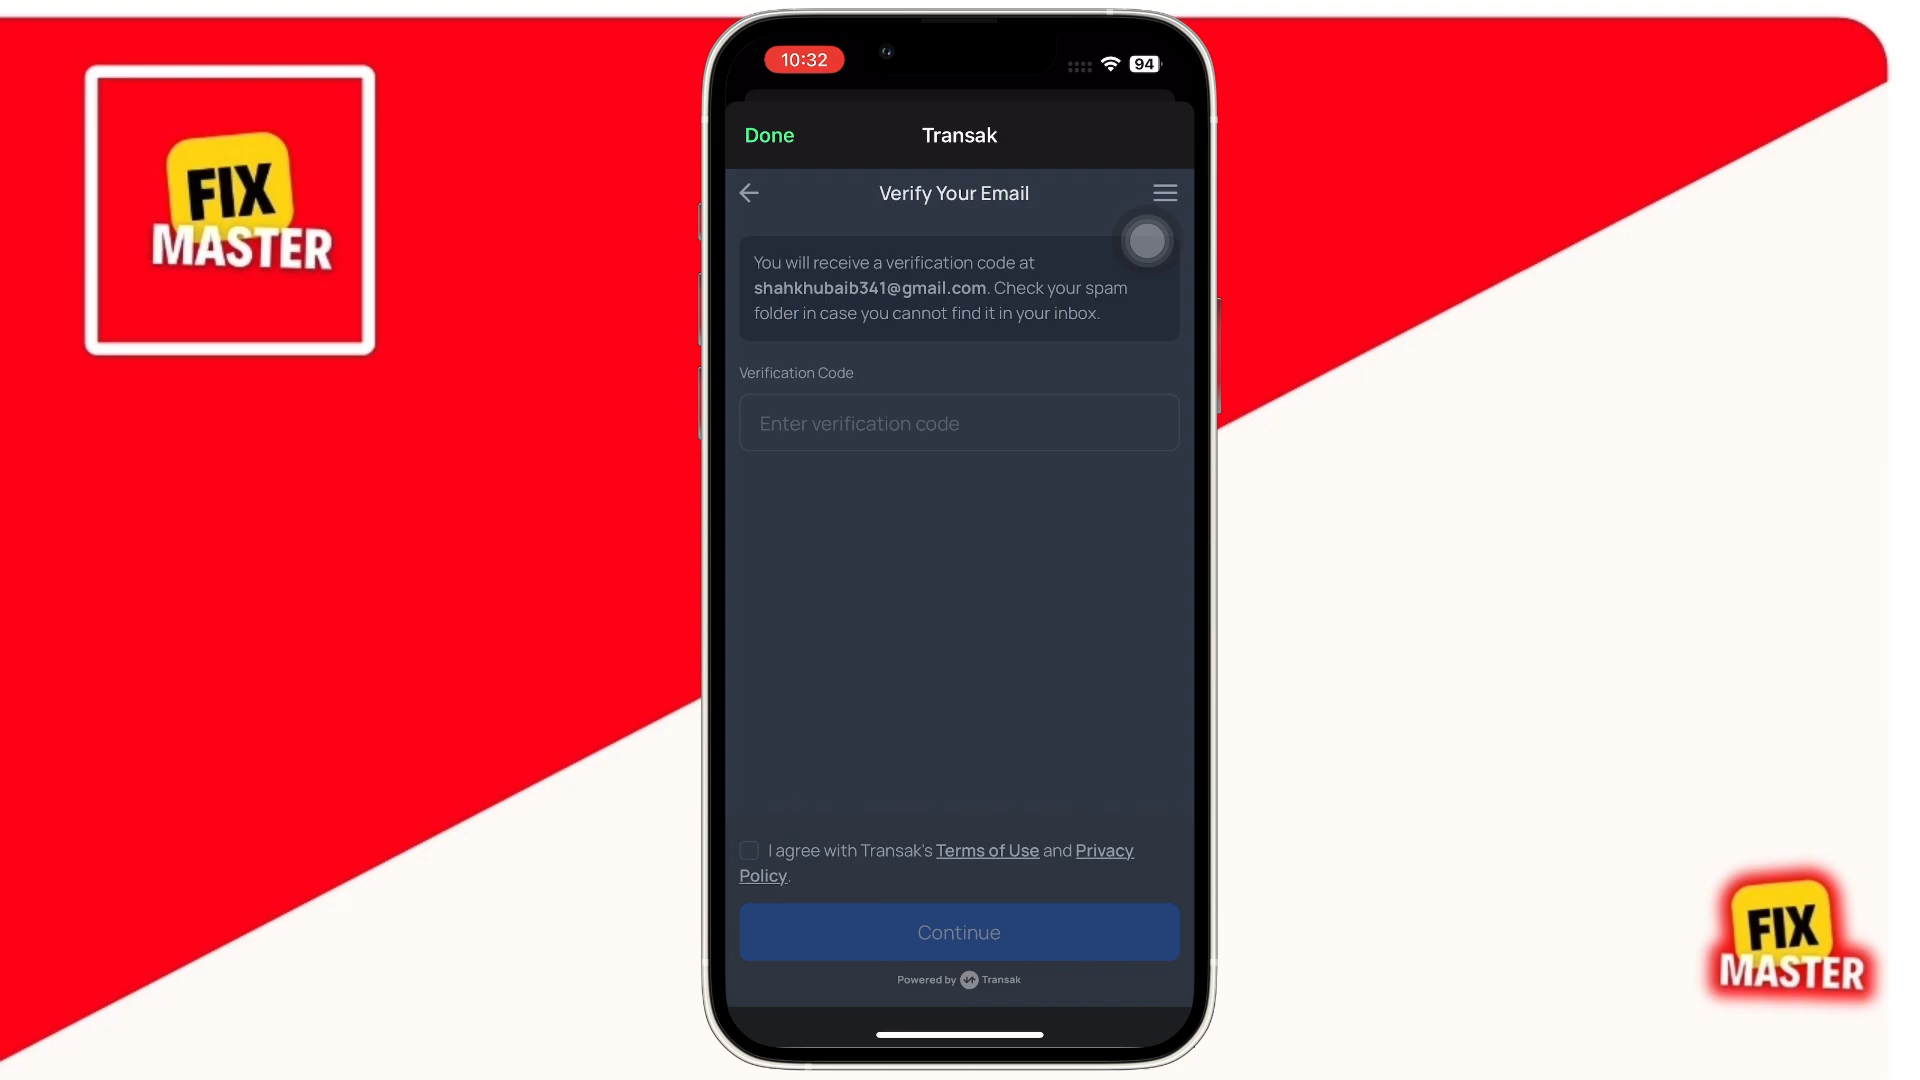 FIX
MASTER
10:32
94
Done
Transak
Verify Your Email
You will receive a verification code at
shahkhubaib341@gmail.com. Check your spam
folder in case you cannot find it in your inbox.
Verification Code
Enter verification code
I agree with Transak's Terms of Use and Privacy
Policy.
Continue
Powered by Transak
FIX
MASTER